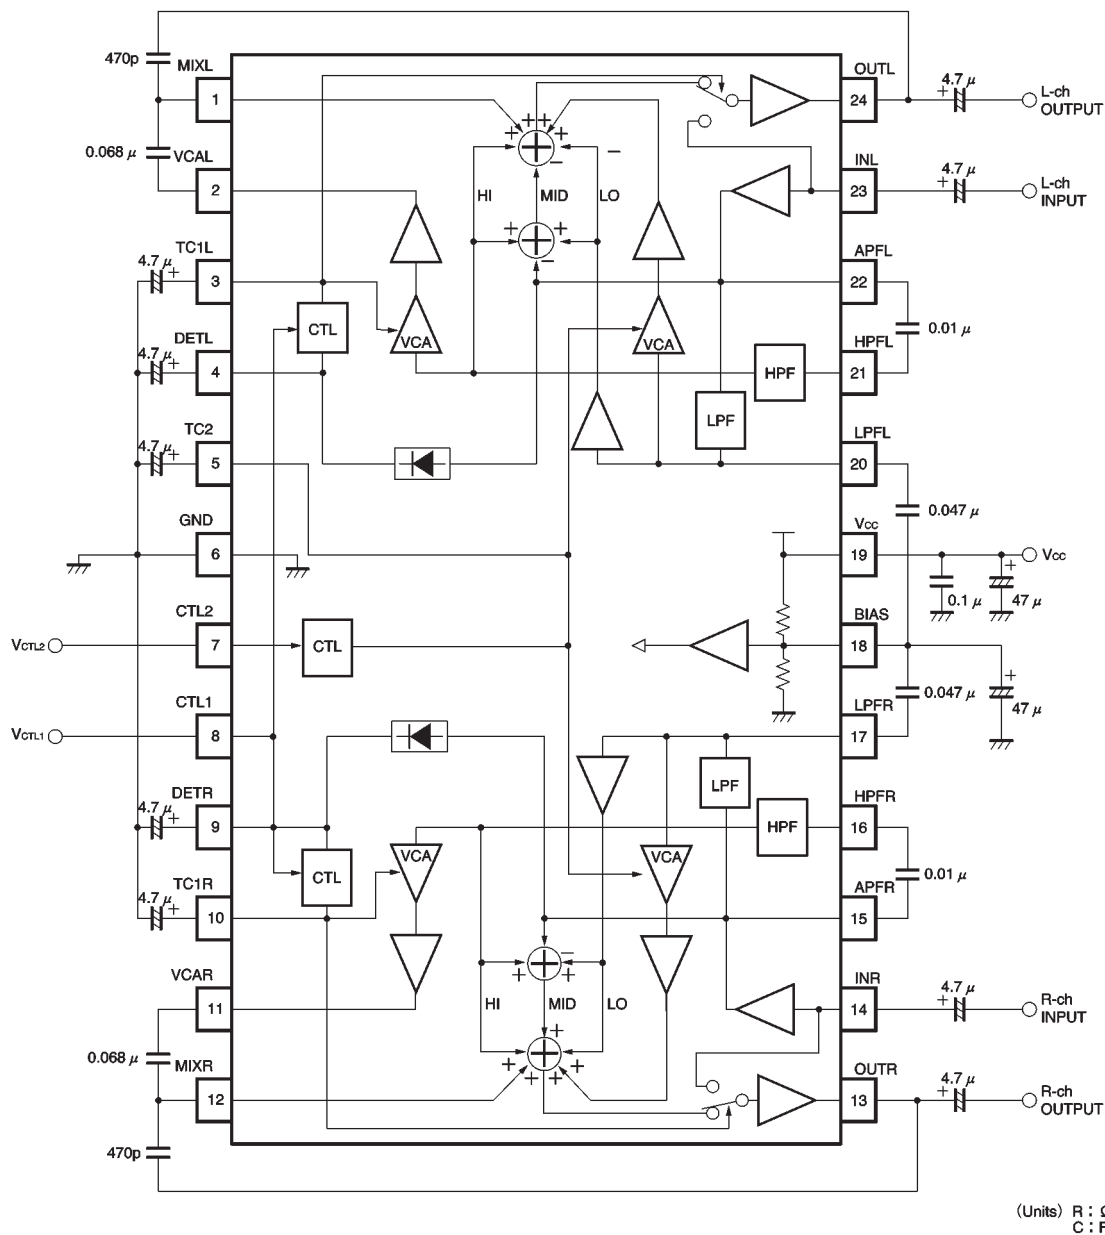 470p
MIXL
1
0.068 μ
VCAL
2
TC1L
4.7 μ
+
3
DETL
4.7 μ
+
4
TC2
4.7 μ
+
5
GND
6
CTL2
VCTL2
7
CTL1
VCTL1
8
DETR
4.7 μ
+
9
TC1R
4.7 μ
+
10
VCAR
11
0.068 μ
MIXR
12
470p
+ + + +
−
−
HI MID LO
+ +
−
CTL
VCA
VCA
HPF
LPF
CTL
LPF
HPF
VCA
VCA
CTL
−
+ +
HI MID LO
+
+ + + +
OUTL
24
4.7 μ
+
L-ch
OUTPUT
INL
23
4.7 μ
+
L-ch
INPUT
APFL
22
0.01 μ
HPFL
21
LPFL
20
0.047 μ
Vcc
19
Vcc
+
0.1 μ
47 μ
BIAS
18
0.047 μ
+
47 μ
LPFR
17
HPFR
16
0.01 μ
APFR
15
INR
14
4.7 μ
+
R-ch
INPUT
OUTR
13
4.7 μ
+
R-ch
OUTPUT
(Units) R : Ω
C : F